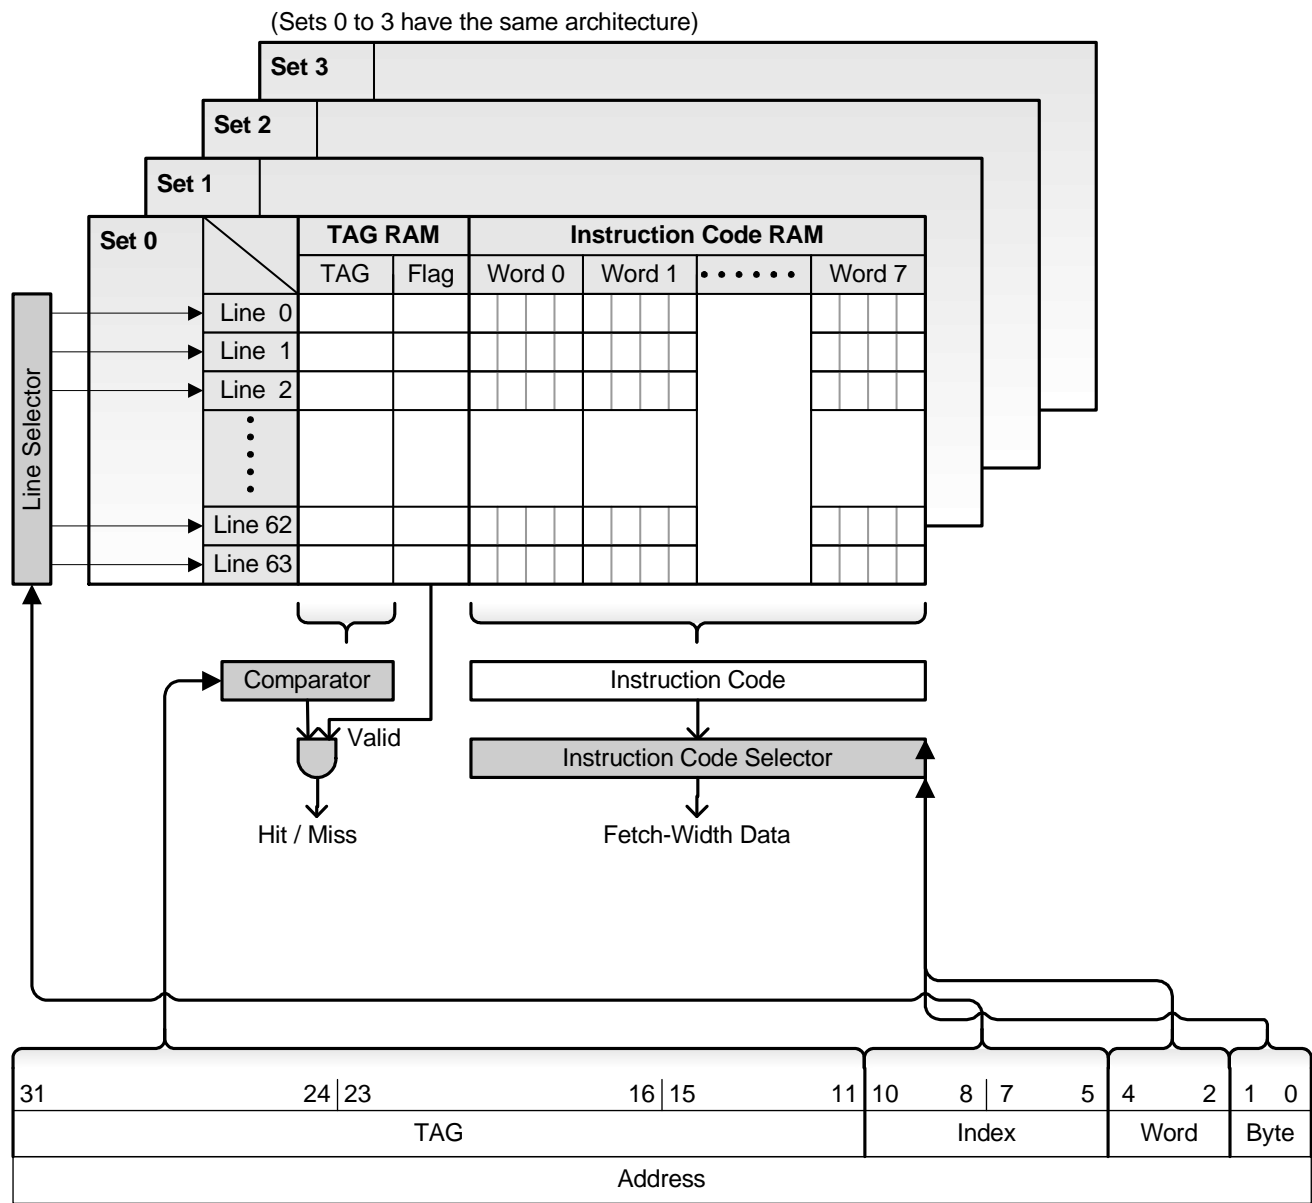 (Sets 0 to 3 have the same architecture)
Set 3
Set 2
Set 1
Set 0
TAG RAM
Instruction Code RAM
TAG Flag Word 0 Word 1 •••••• Word 7
Line 0
Line 1
Line 2
Line 62
Line 63
Line Selector
Comparator
Instruction Code
Valid
Instruction Code Selector
Hit / Miss
Fetch-Width Data
31 24 23 16 15 11 10 8 7 5 4 2 1 0
TAG Index Word Byte
Address